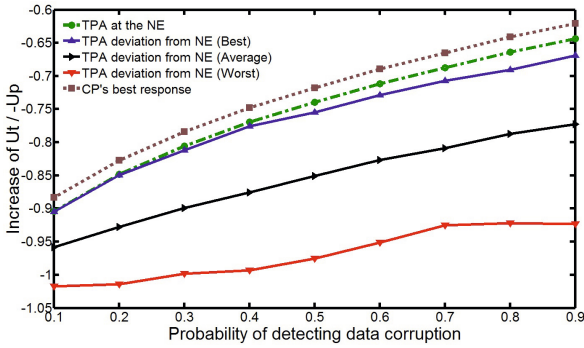 -0.6
-0.65
-0.7
-0.75
-0.8
-0.85
-0.9
-0.95
-1
-1.05
Increase of Ut / -Up
TPA at the NE
TPA deviation from NE (Best)
TPA deviation from NE (Average)
TPA deviation from NE (Worst)
CP's best response
0.1 0.2 0.3 0.4 0.5 0.6 0.7 0.8 0.9
Probability of detecting data corruption